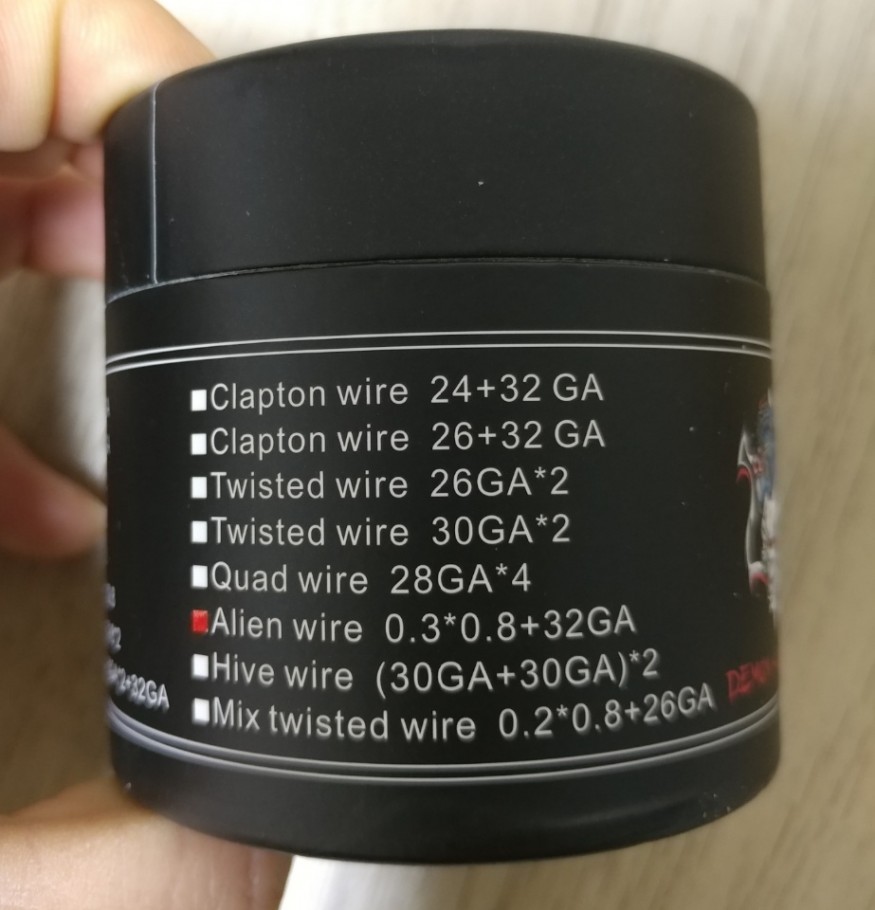 Clapton wire 24+32 GA
Clapton wire 26+32 GA
Twisted wire 26GA*2
Twisted wire 30GA*2
Quad wire 28GA*4
Alien wire 0.3*0.8+32GA
Hive wire (30GA+30GA)*2
Mix twisted wire 0.2*0.8+26GA